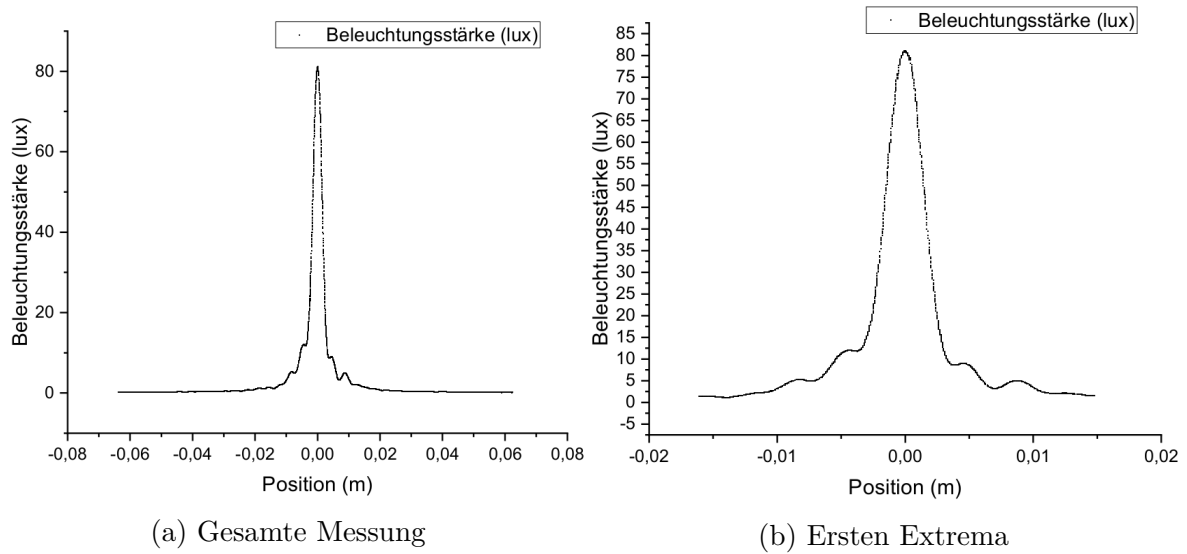 Beleuchtungsstärke (lux)
Beleuchtungsstärke (lux)
80
60
40
20
0
-0,08 -0,06 -0,04 -0,02 0,00 0,02 0,04 0,06 0,08
Position (m)
(a) Gesamte Messung
Beleuchtungsstärke (lux)
Beleuchtungsstärke (lux)
85
80
75
70
65
60
55
50
45
40
35
30
25
20
15
10
5
0
-5
-0,02 -0,01 0,00 0,01 0,02
Position (m)
(b) Ersten Extrema